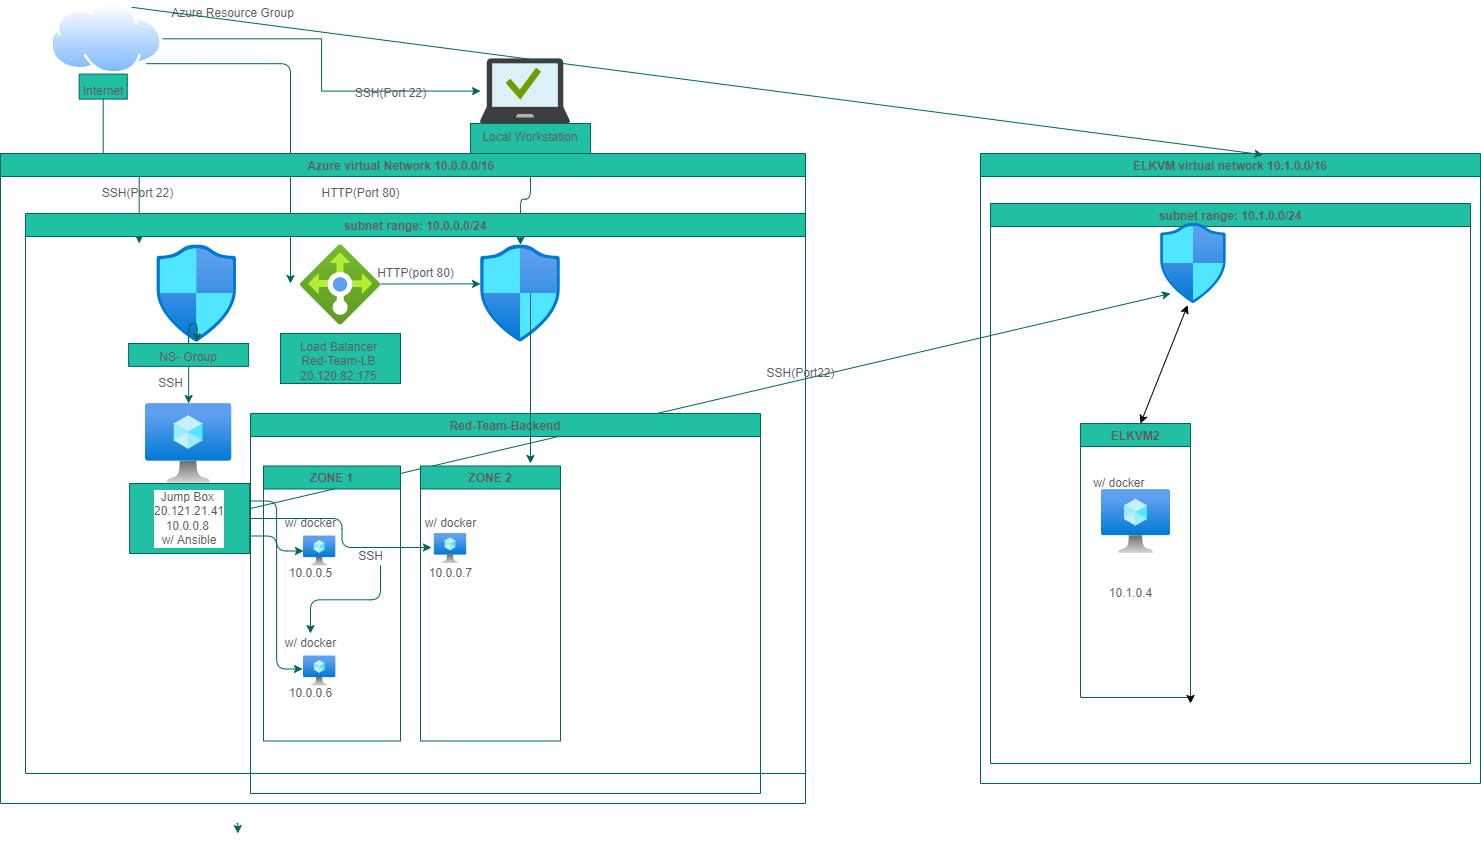 Azure Resource Group
Internet
SSH(Port 22)
Local Workstation
Azure virtual Network 10.0.0.0/16
ELKVM virtual network 10.1.0.0/16
SSH(Port 22)
HTTP(Port 80)
subnet range: 10.0.0.0/24
subnet range: 10.1.0.0/24
HTTP(port 80)
NS- Group
Load Balancer
Red-Team-LB
20.120.82.175
SSH
SSH(Port22)
Red-Team-Backend
ELKVM2
ZONE 1
ZONE 2
w/ docker
Jump Box
20.121.21.41
10.0.0.8
w/ Ansible
w/ docker
w/ docker
SSH
10.0.0.5
10.0.0.7
10.1.0.4
w/ docker
10.0.0.6